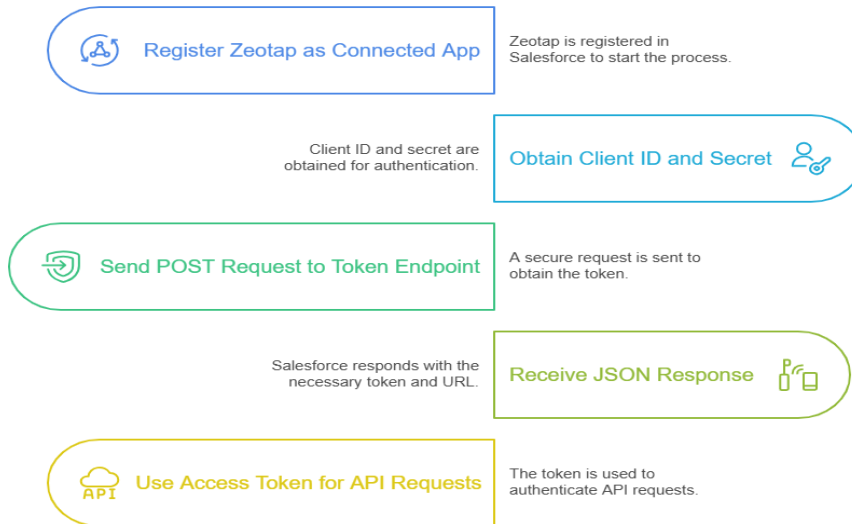 Register Zeotap as Connected App
Zeotap is registered in
Salesforce to start the process.
Client ID and secret are
obtained for authentication.
Obtain Client ID and Secret
Send POST Request to Token Endpoint
A secure request is sent to
obtain the token.
Salesforce responds with the
necessary token and URL.
Receive JSON Response
API
Use Access Token for API Requests
The token is used to
authenticate API requests.